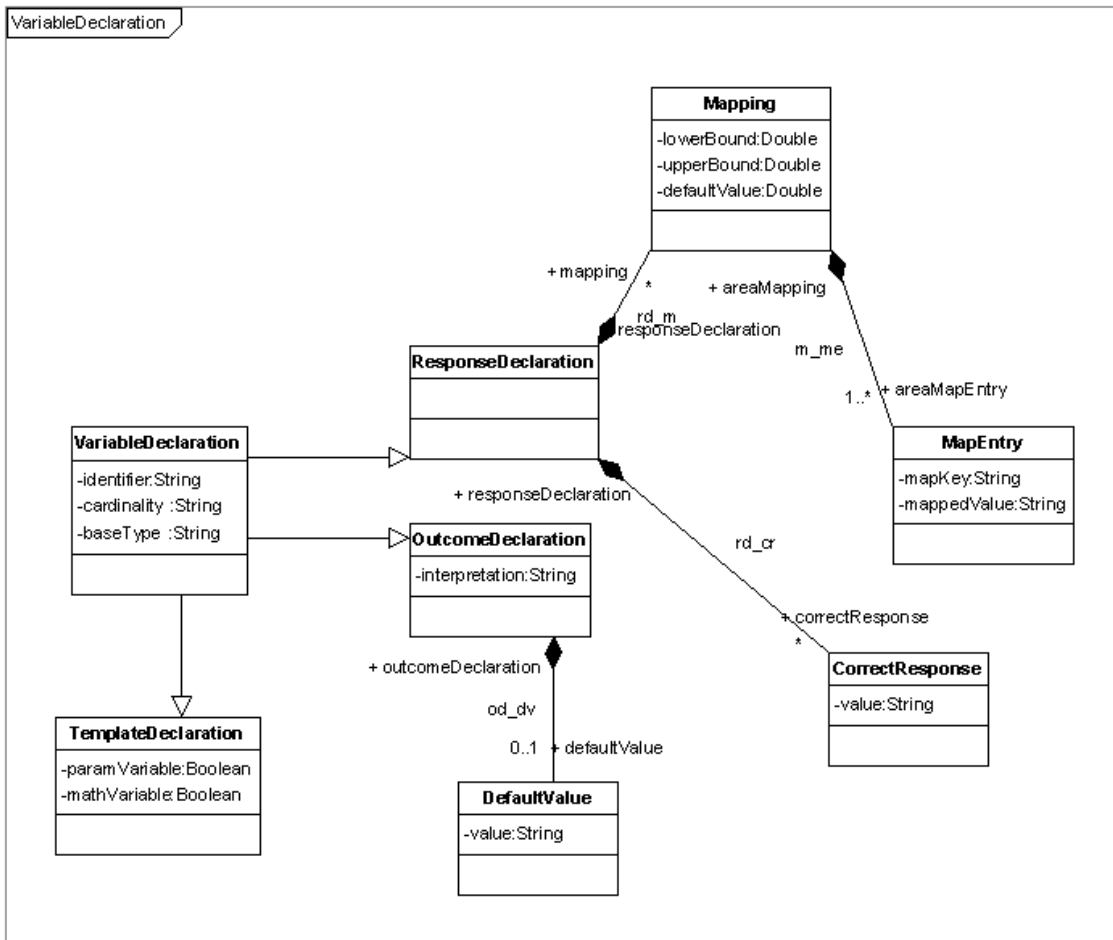 VariableDeclaration
Mapping
-lowerBound:Double
-upperBound:Double
-defaultValue:Double
+ mapping
*
+ areaMapping
rd_m
responseDeclaration
m_me
1..*
+ areaMapEntry
ResponseDeclaration
VariableDeclaration
-identifier:String
-cardinality :String
-baseType :String
MapEntry
-mapKey:String
-mappedValue:String
+ responseDeclaration
rd_cr
OutcomeDeclaration
-interpretation:String
+ correctResponse
*
+ outcomeDeclaration
od_dv
0..1
+ defaultValue
CorrectResponse
-value:String
TemplateDeclaration
-paramVariable:Boolean
-mathVariable:Boolean
DefaultValue
-value:String